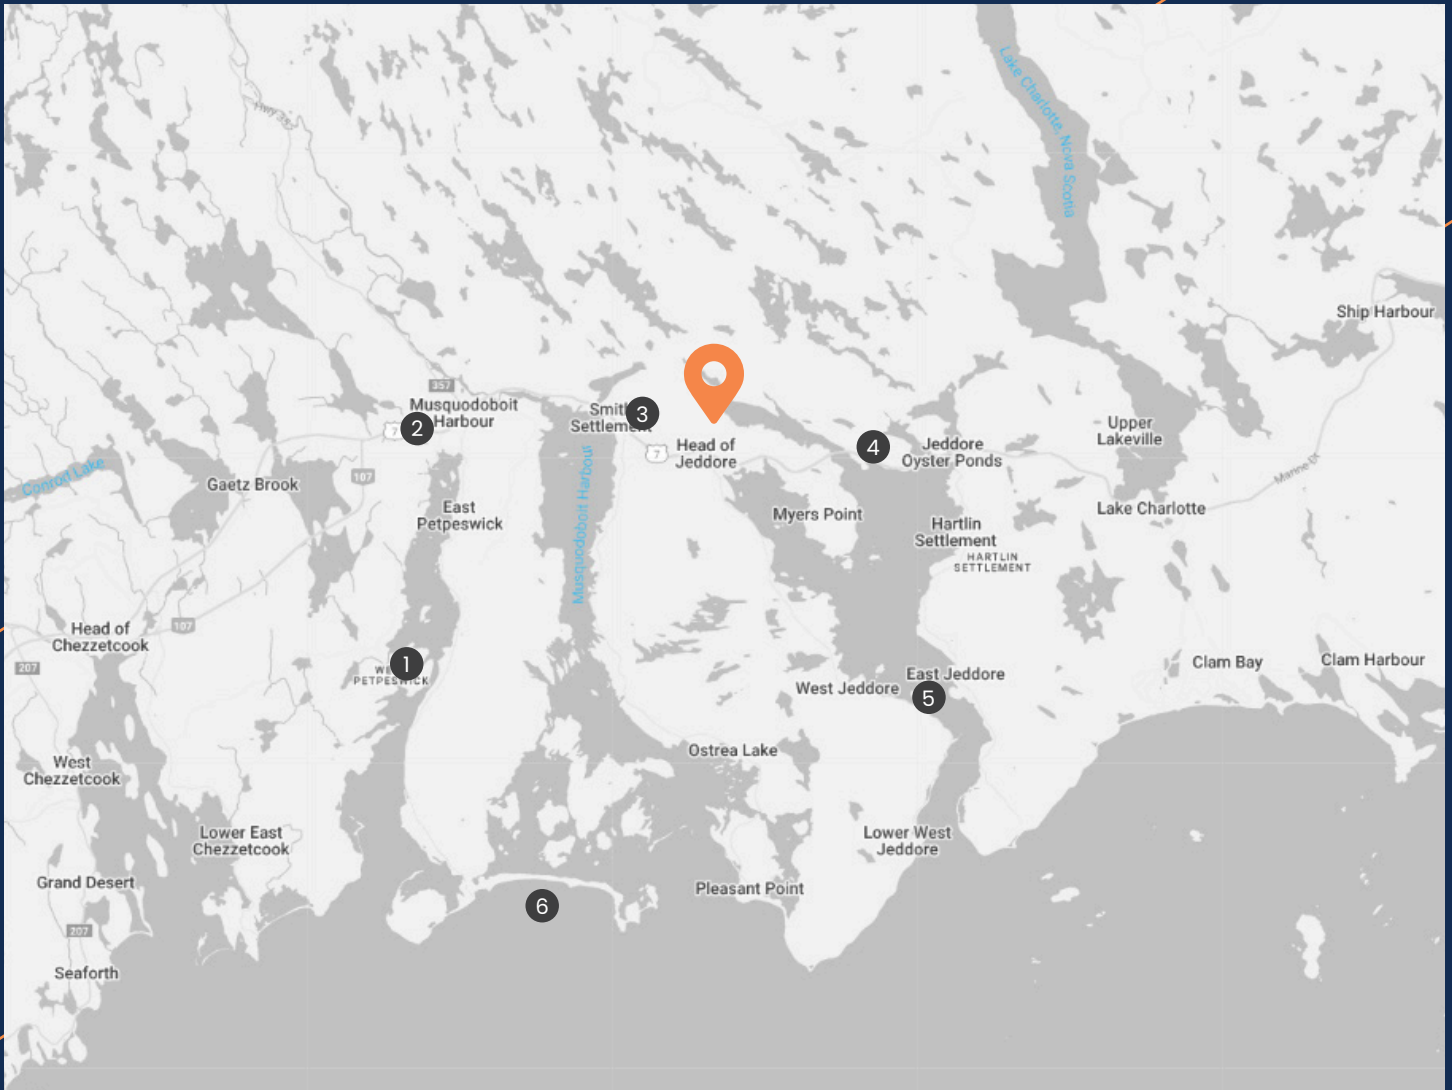 Lake Charlotte, Nova Scotia
Hwy 357
Ship Harbour
357
Musquodoboit
Harbour
7
2
Smith
Settlement
3
Head of
Jeddore
7
4
Jeddore
Oyster Ponds
Upper
Lakeville
Conrod Lake
Gaetz Brook
107
East
Petpeswick
Musquodoboit Harbour
Myers Point
Hartlin
Settlement
HARTLIN
SETTLEMENT
Lake Charlotte
Marine Dr
Head of
Chezzetcook
107
207
1
PETPESWICK
West Jeddore
East Jeddore
5
Clam Bay
Clam Harbour
West
Chezzetcook
Ostrea Lake
Lower East
Chezzetcook
Lower West
Jeddore
Grand Desert
Pleasant Point
6
207
Seaforth